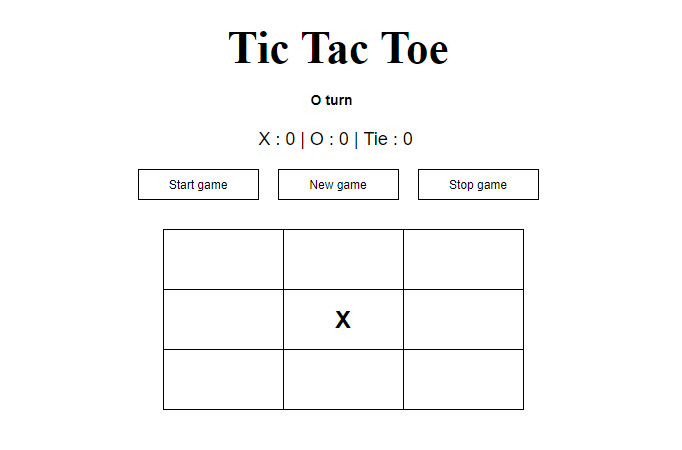 Tic Tac Toe
O turn
X : 0 | O : 0 | Tie : 0
Start game New game Stop game
X